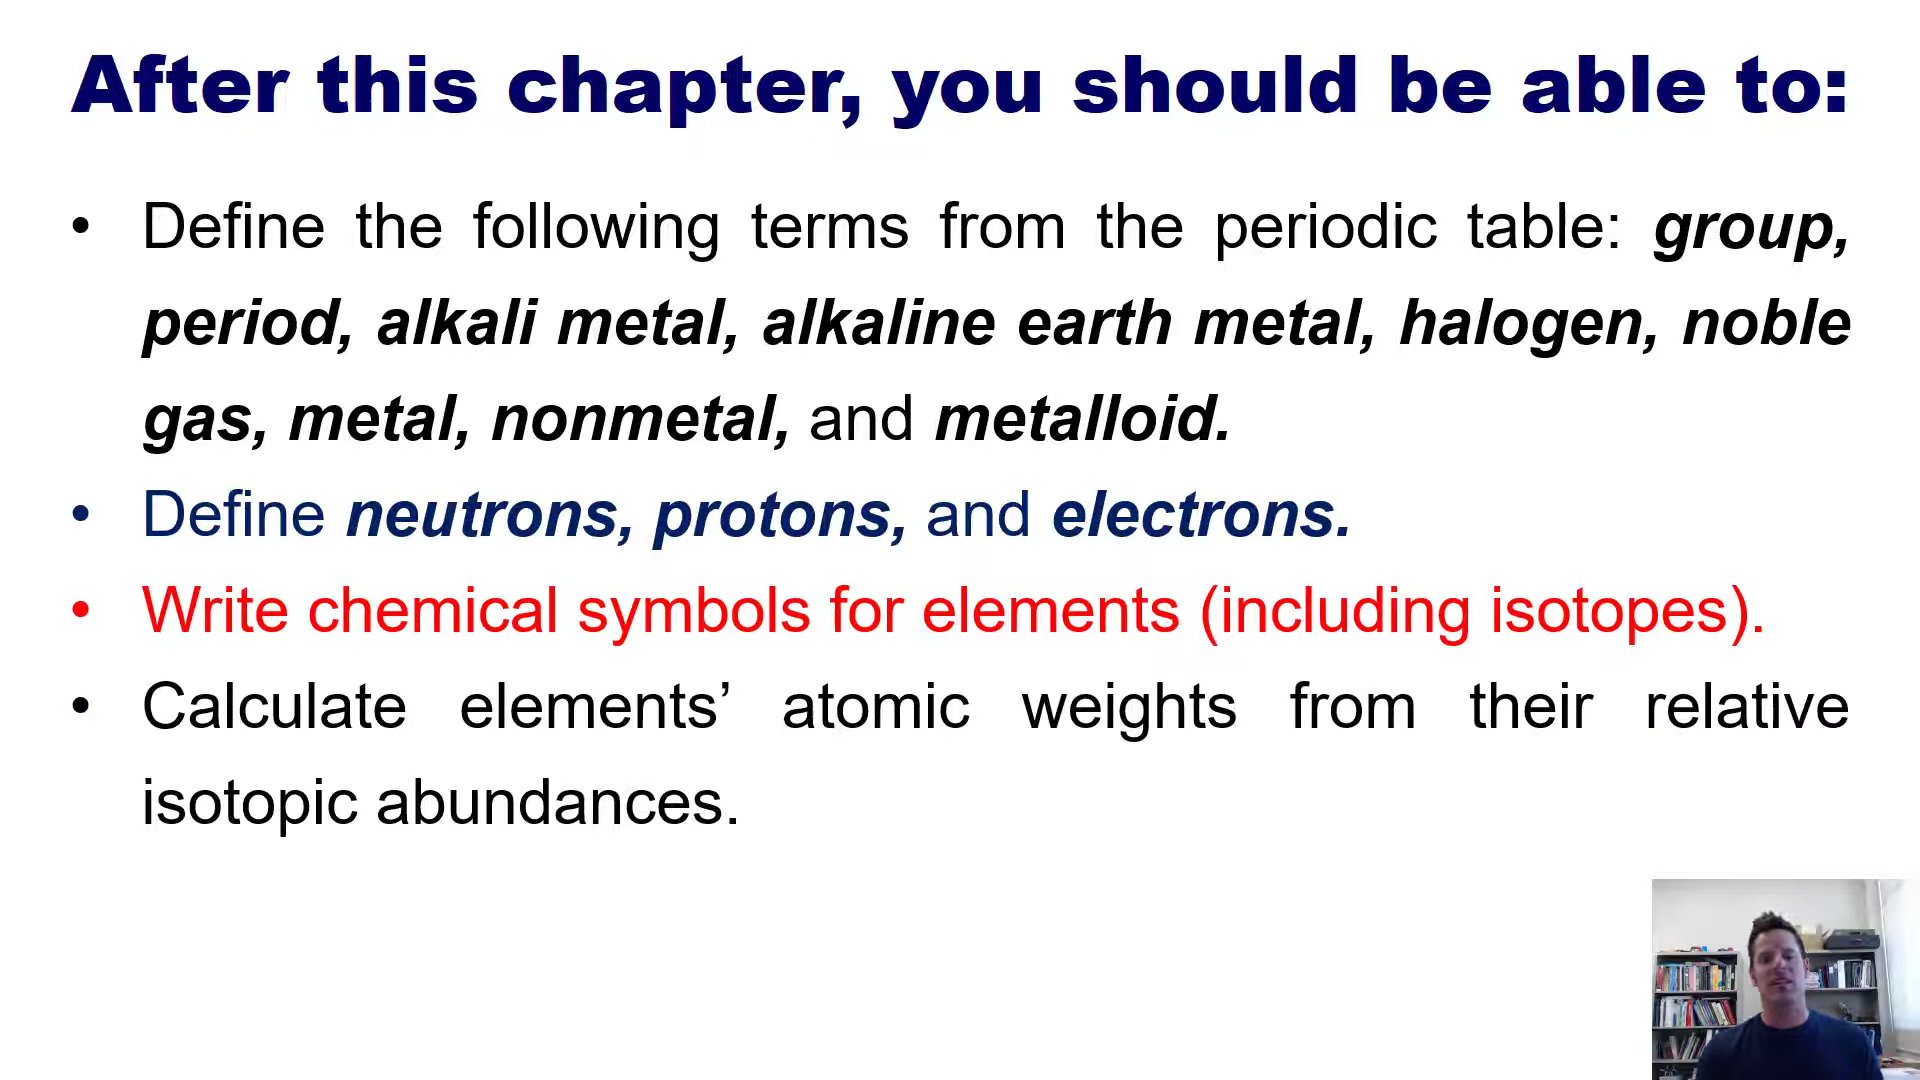 After this chapter, you should be able to:
• Define the following terms from the periodic table: group,
period, alkali metal, alkaline earth metal, halogen, noble
gas, metal, nonmetal, and metalloid.
• Define neutrons, protons, and electrons.
• Write chemical symbols for elements (including isotopes).
• Calculate elements’ atomic weights from their relative
isotopic abundances.